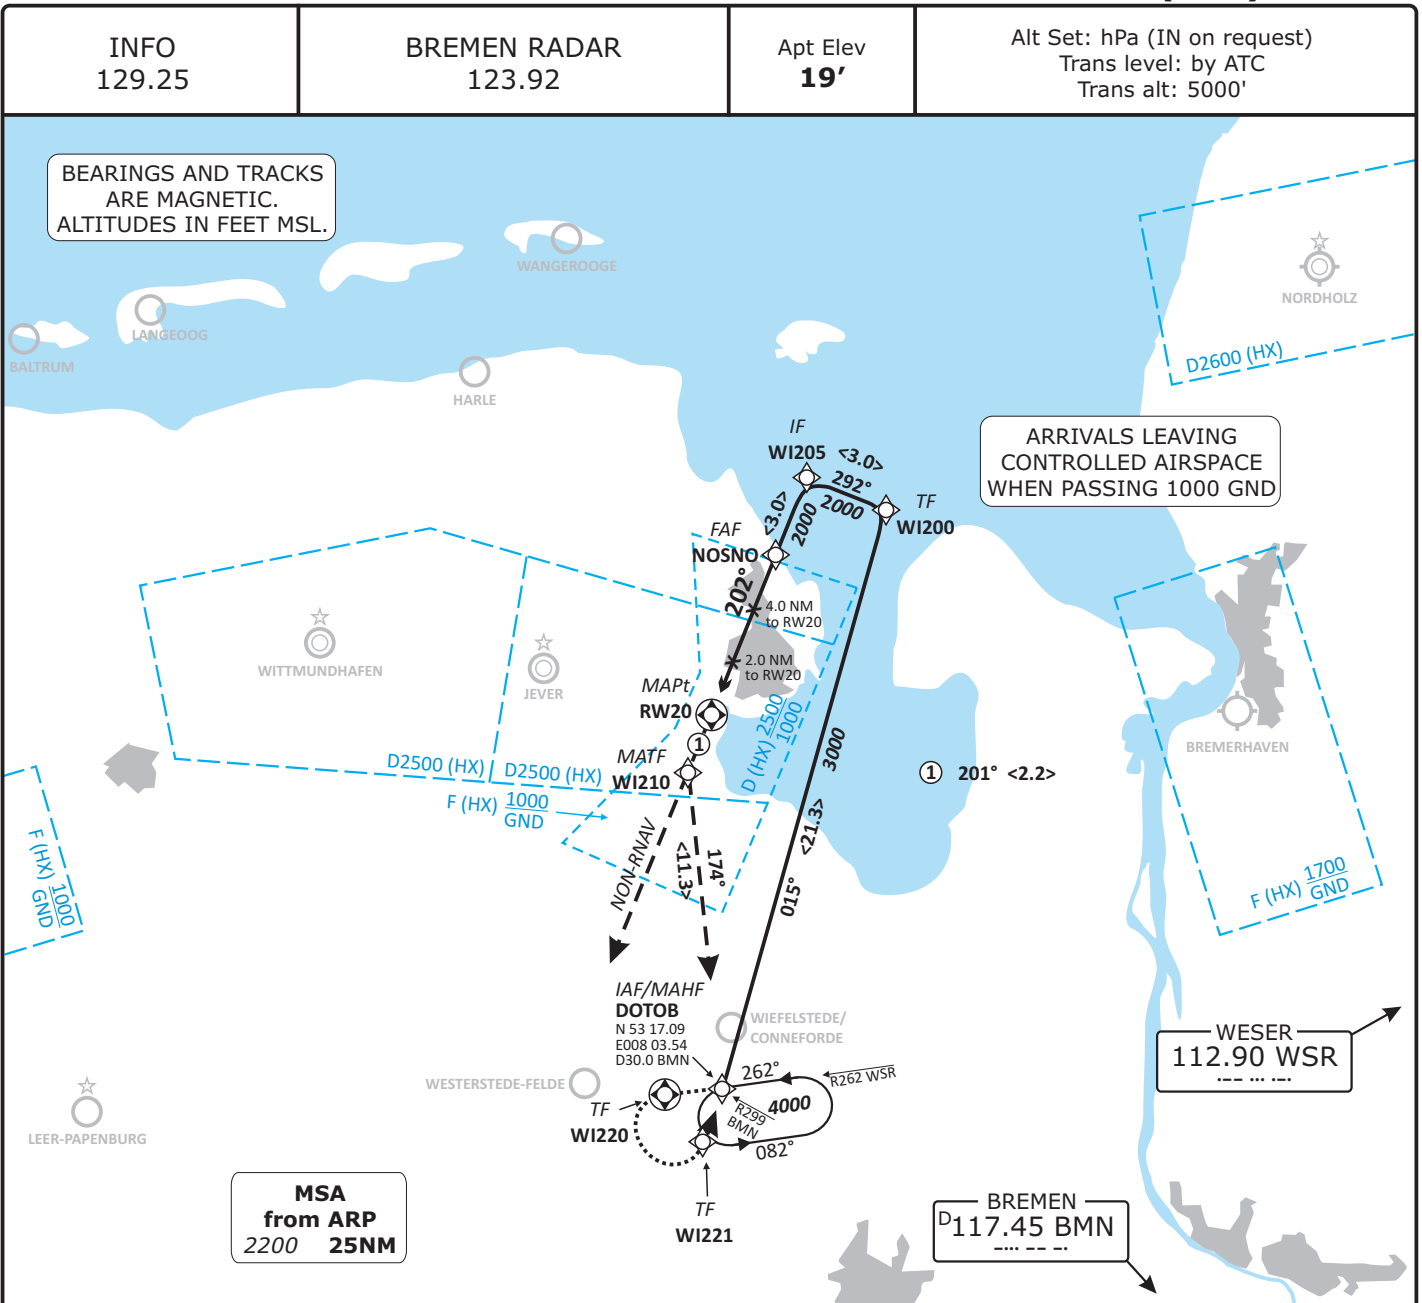 INFO
129.25
BREMEN RADAR
123.92
Apt Elev
19'
Alt Set: hPa (IN on request)
Trans level: by ATC
Trans alt: 5000'
BEARINGS AND TRACKS
ARE MAGNETIC.
ALTITUDES IN FEET MSL.
WANGEROOGE
LANGEOOG
BALTRUM
HARLE
NORDHOLZ
D2600 (HX)
ARRIVALS LEAVING
CONTROLLED AIRSPACE
WHEN PASSING 1000 GND
IF
WI205
<3.0>
292°
2000
TF
WI200
<3.0>
2000
FAF
NOSNO
202°
4.0 NM
to RW20
2.0 NM
to RW20
WITTMUNDHAFEN
JEVER
MAPt
RW20
1
MATF
WI210
D2500 (HX)
D2500 (HX)
F (HX) 1000
GND
D (HX) 2500
1000
3000
<21.3>
015°
1 201° <2.2>
BREMERHAVEN
F (HX) 1700
GND
F (HX) 1000
GND
NON-RNAV
174°
<11.3>
IAF/MAHF
DOTOB
N 53 17.09
E008 03.54
D30.0 BMN
WIEFELSTEDE/
CONNEFORDE
WESTERSTEDE-FELDE
262°
R262 WSR
4000
R299
BMN
082°
TF
WI220
TF
WI221
LEER-PAPENBURG
WESER
112.90 WSR
BREMEN
D117.45 BMN
MSA
from ARP
2200 25NM